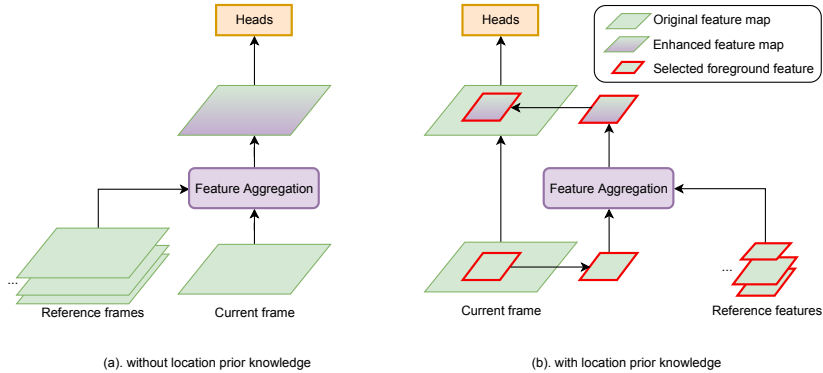 Heads
Feature Aggregation
...
Reference frames
Current frame
(a). without location prior knowledge
Heads
Original feature map
Enhanced feature map
Selected foreground feature
Feature Aggregation
...
Current frame
Reference features
(b). with location prior knowledge